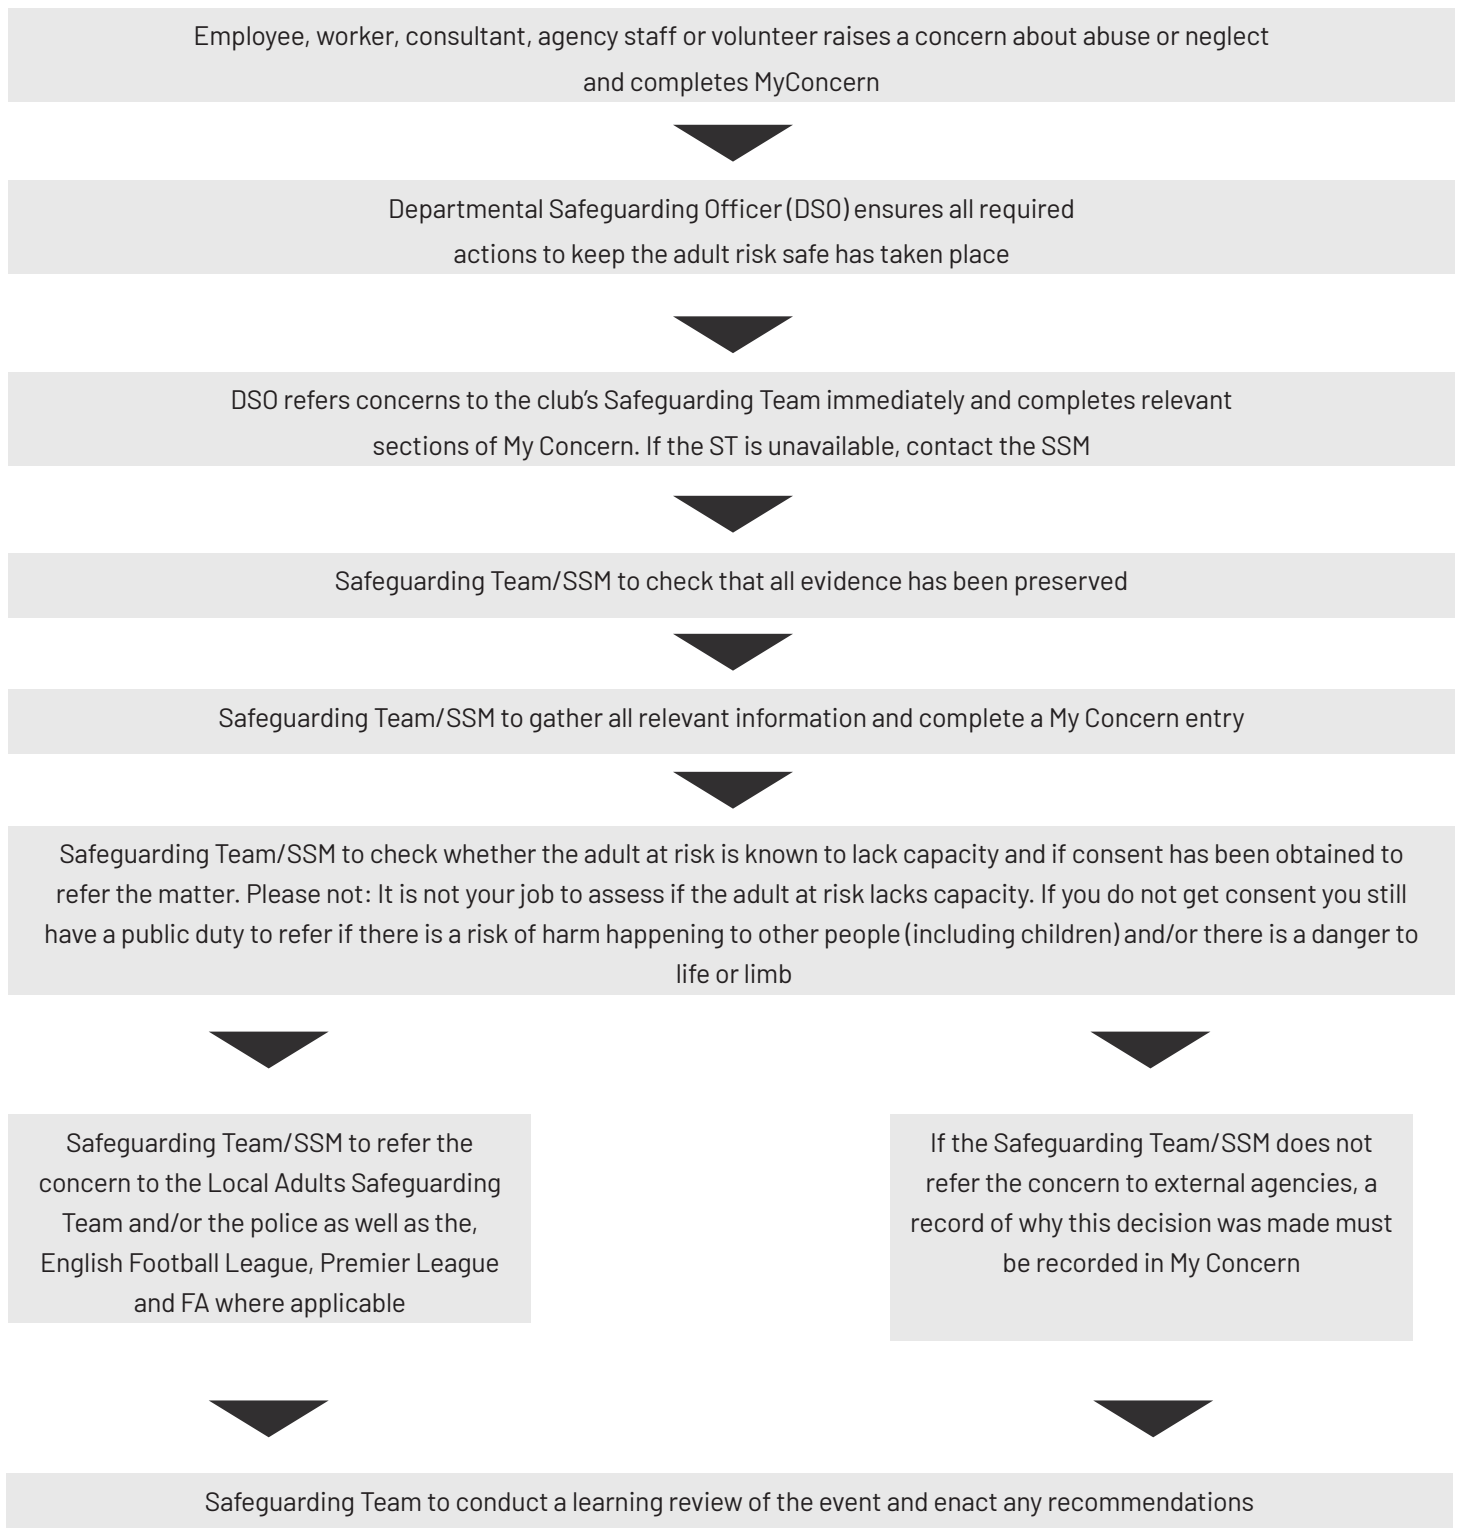 Employee, worker, consultant, agency staff or volunteer raises a concern about abuse or neglect
and completes MyConcern
Departmental Safeguarding Officer (DSO) ensures all required
actions to keep the adult risk safe has taken place
DSO refers concerns to the club’s Safeguarding Team immediately and completes relevant
sections of My Concern. If the ST is unavailable, contact the SSM
Safeguarding Team/SSM to check that all evidence has been preserved
Safeguarding Team/SSM to gather all relevant information and complete a My Concern entry
Safeguarding Team/SSM to check whether the adult at risk is known to lack capacity and if consent has been obtained to
refer the matter. Please not: It is not your job to assess if the adult at risk lacks capacity. If you do not get consent you still
have a public duty to refer if there is a risk of harm happening to other people (including children) and/or there is a danger to
life or limb
Safeguarding Team/SSM to refer the
concern to the Local Adults Safeguarding
Team and/or the police as well as the,
English Football League, Premier League
and FA where applicable
If the Safeguarding Team/SSM does not
refer the concern to external agencies, a
record of why this decision was made must
be recorded in My Concern
Safeguarding Team to conduct a learning review of the event and enact any recommendations